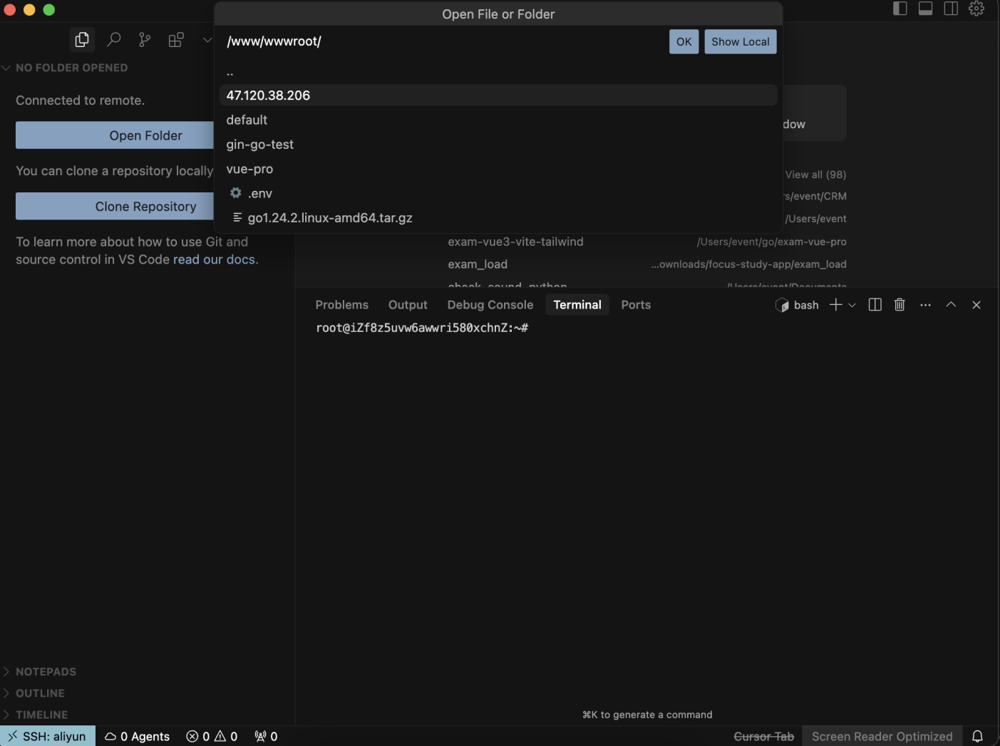 Open File or Folder
/www/wwwroot/
OK
Show Local
..
47.120.38.206
default
gin-go-test
vue-pro
.env
go1.24.2.linux-amd64.tar.gz
NO FOLDER OPENED
Connected to remote.
Open Folder
You can clone a repository locally
Clone Repository
To learn more about how to use Git and
source control in VS Code read our docs.
dow
View all (98)
rs/event/CRM
/Users/event
exam-vue3-vite-tailwind /Users/event/go/exam-vue-pro
exam_load ...ownloads/focus-study-app/exam_load
check_sound_python /Users/event/Documents
Problems Output Debug Console Terminal Ports bash
root@iZf8z5uvw6awwri580xchnZ:~#
⌘K to generate a command
NOTEPADS
OUTLINE
TIMELINE
SSH: aliyun 0 Agents 0 0 0 Cursor Tab Screen Reader Optimized